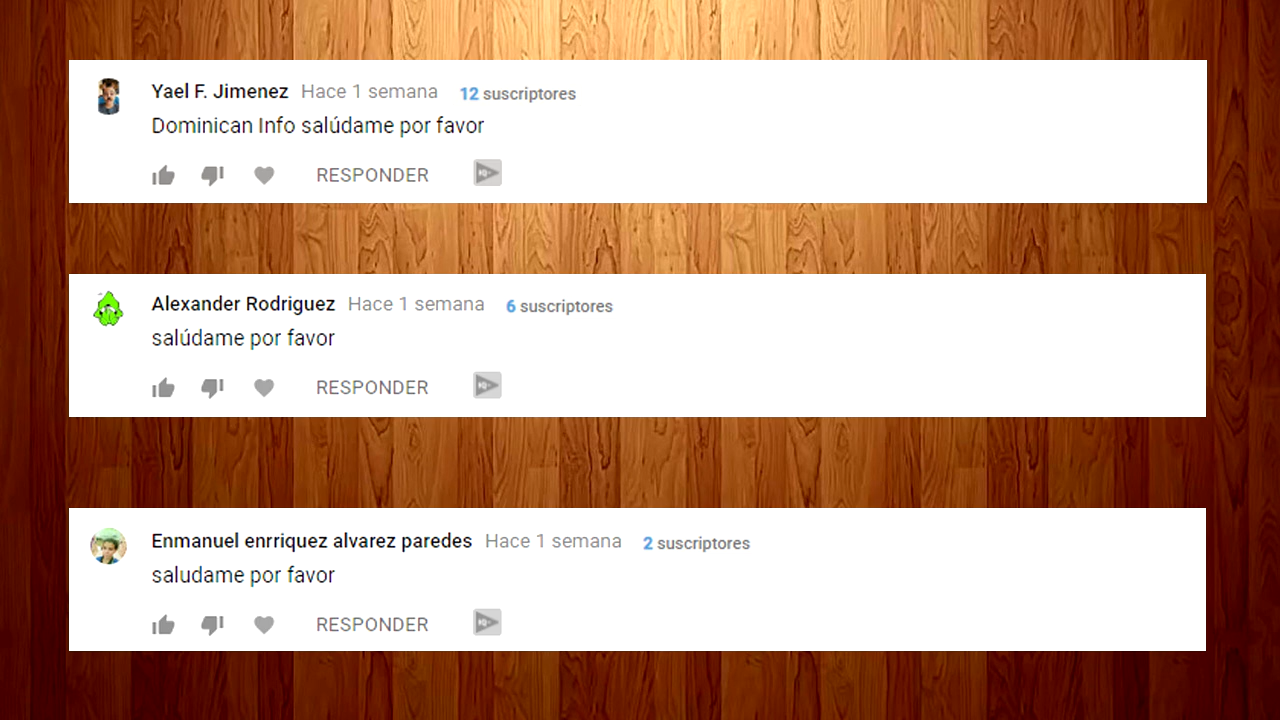 Yael F. Jimenez Hace 1 semana 12 suscriptores
Dominican Info salúdame por favor
RESPONDER
Alexander Rodriguez Hace 1 semana 6 suscriptores
salúdame por favor
RESPONDER
Enmanuel enrriquez alvarez paredes Hace 1 semana 2 suscriptores
saludame por favor
RESPONDER